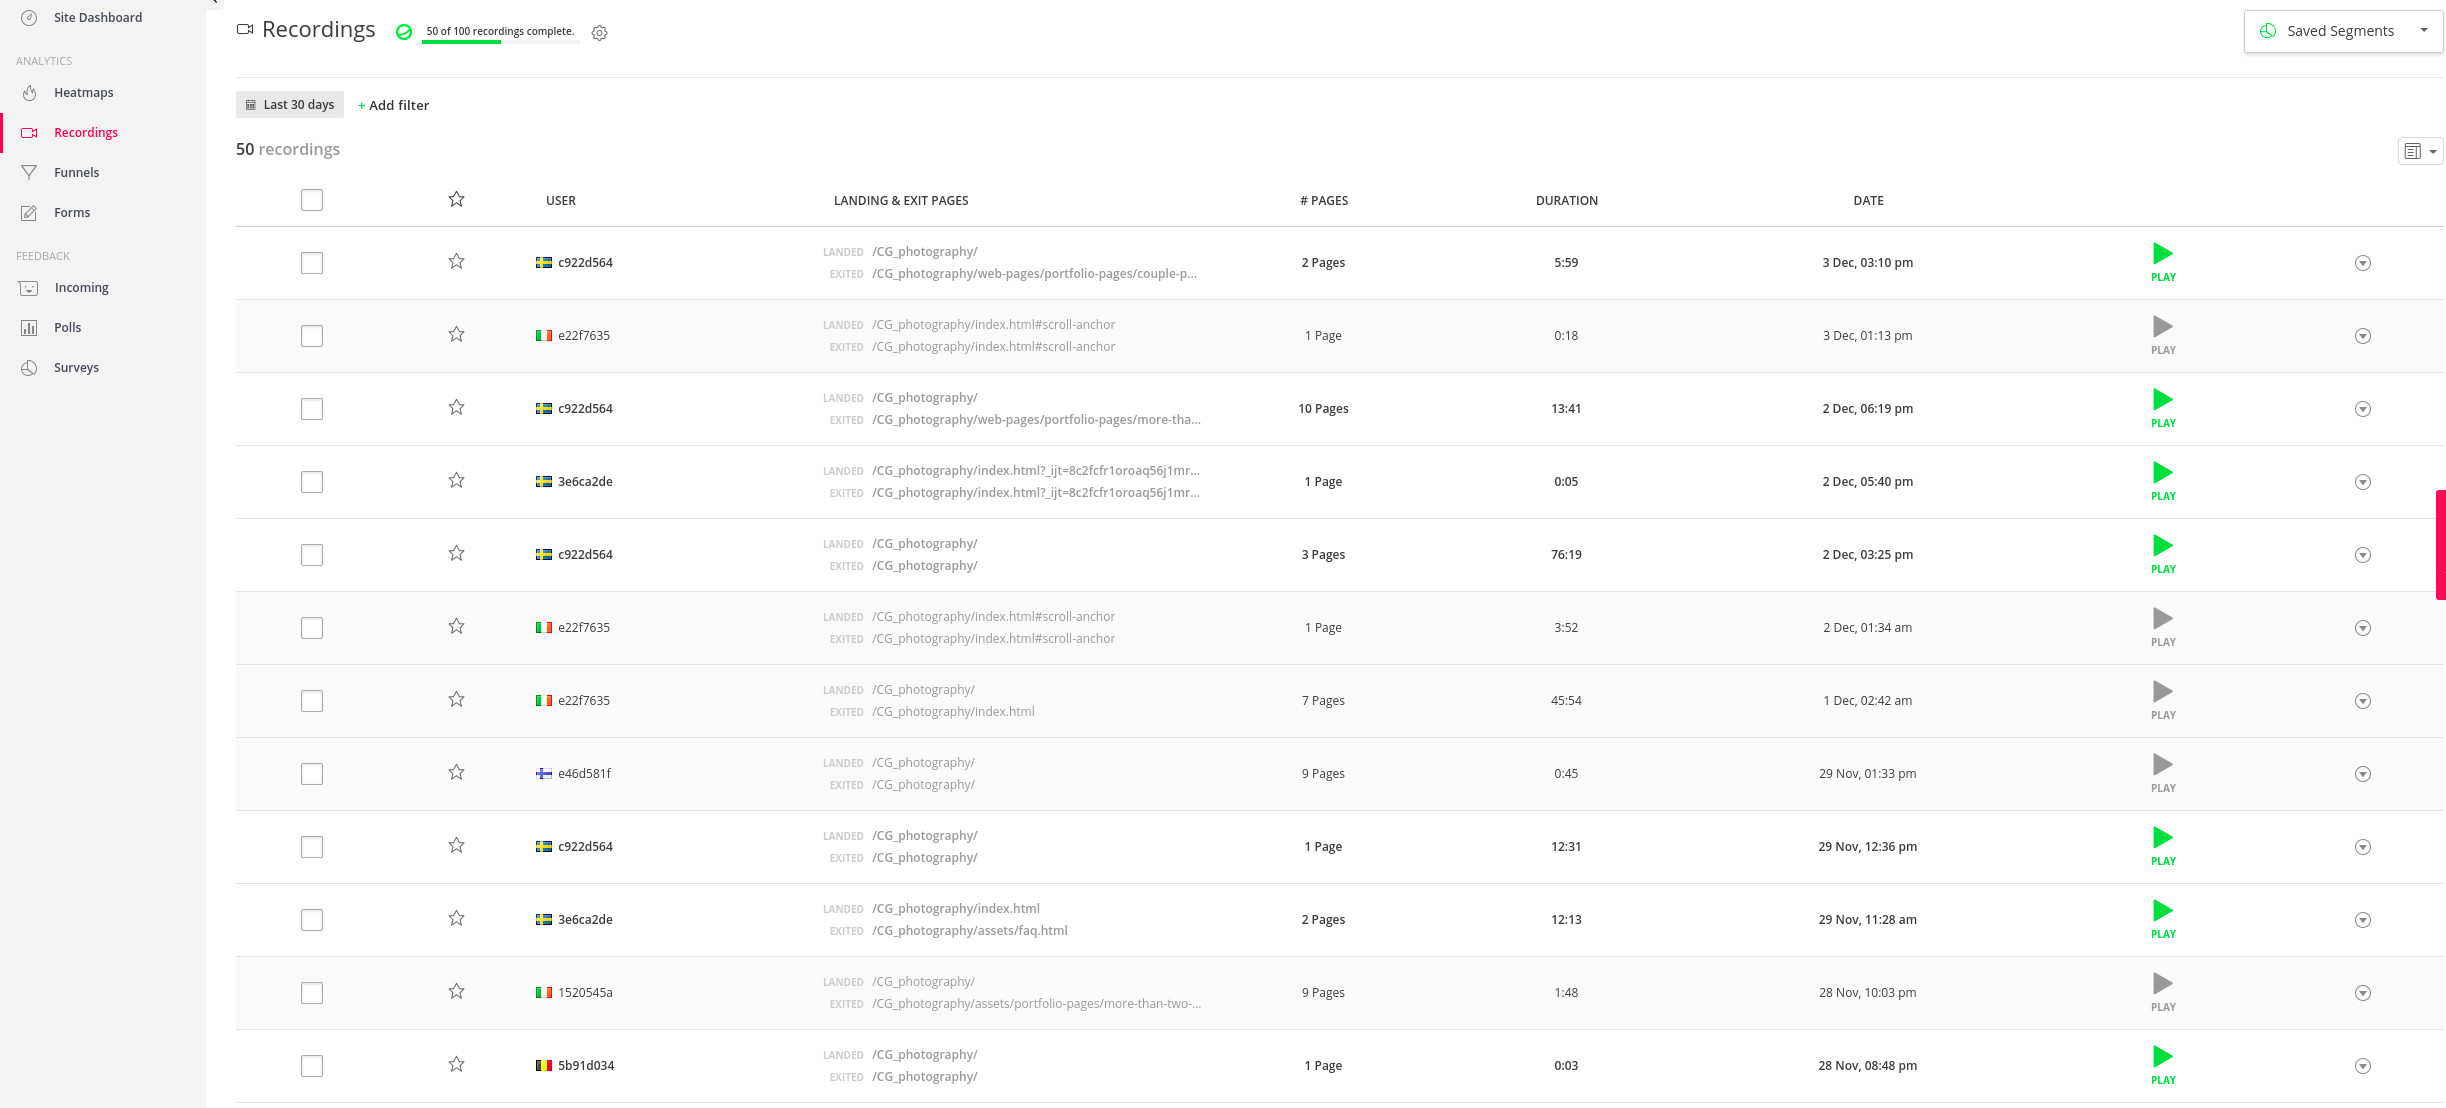 Site Dashboard
ANALYTICS
Heatmaps
Recordings
Funnels
Forms
FEEDBACK
Incoming
Polls
Surveys
Recordings 50 of 100 recordings complete. Saved Segments
Last 30 days + Add filter
50 recordings
USER LANDING & EXIT PAGES # PAGES DURATION DATE
LANDED /CG_photography/
c922d564 2 Pages 5:59 3 Dec, 03:10 pm
EXITED /CG_photography/web-pages/portfolio-pages/couple-p...
PLAY
LANDED /CG_photography/index.html#scroll-anchor
e22f7635 1 Page 0:18 3 Dec, 01:13 pm
EXITED /CG_photography/index.html#scroll-anchor
PLAY
LANDED /CG_photography/
c922d564 10 Pages 13:41 2 Dec, 06:19 pm
EXITED /CG_photography/web-pages/portfolio-pages/more-tha...
PLAY
LANDED /CG_photography/index.html?_ijt=8c2fcfr1oroaq56j1mr...
3e6ca2de 1 Page 0:05 2 Dec, 05:40 pm
EXITED /CG_photography/index.html?_ijt=8c2fcfr1oroaq56j1mr...
PLAY
LANDED /CG_photography/
c922d564 3 Pages 76:19 2 Dec, 03:25 pm
EXITED /CG_photography/
PLAY
LANDED /CG_photography/index.html#scroll-anchor
e22f7635 1 Page 3:52 2 Dec, 01:34 am
EXITED /CG_photography/index.html#scroll-anchor
PLAY
LANDED /CG_photography/
e22f7635 7 Pages 45:54 1 Dec, 02:42 am
EXITED /CG_photography/index.html
PLAY
LANDED /CG_photography/
e46d581f 9 Pages 0:45 29 Nov, 01:33 pm
EXITED /CG_photography/
PLAY
LANDED /CG_photography/
c922d564 1 Page 12:31 29 Nov, 12:36 pm
EXITED /CG_photography/
PLAY
LANDED /CG_photography/index.html
3e6ca2de 2 Pages 12:13 29 Nov, 11:28 am
EXITED /CG_photography/assets/faq.html
PLAY
LANDED /CG_photography/
1520545a 9 Pages 1:48 28 Nov, 10:03 pm
EXITED /CG_photography/assets/portfolio-pages/more-than-two-...
PLAY
LANDED /CG_photography/
5b91d034 1 Page 0:03 28 Nov, 08:48 pm
EXITED /CG_photography/
PLAY